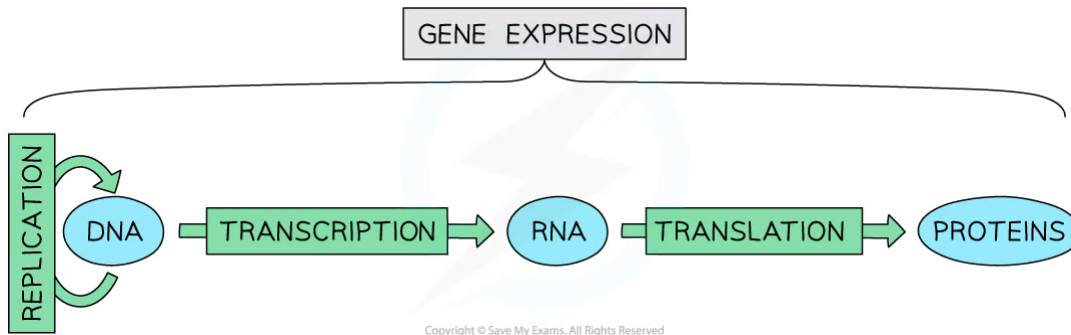 GENE EXPRESSION
REPLICATION
DNA
TRANSCRIPTION
RNA
TRANSLATION
PROTEINS
Copyright © Save My Exams. All Rights Reserved